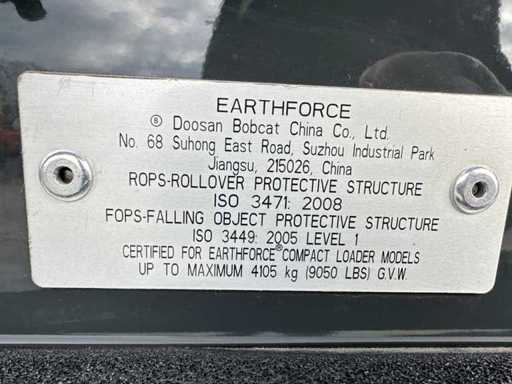 EARTHFORCE
® Doosan Bobcat China Co., Ltd.
No. 68 Suhong East Road, Suzhou Industrial Park
Jiangsu, 215026, China
ROPS-ROLLOVER PROTECTIVE STRUCTURE
ISO 3471: 2008
FOPS-FALLING OBJECT PROTECTIVE STRUCTURE
ISO 3449: 2005 LEVEL 1
CERTIFIED FOR EARTHFORCE® COMPACT LOADER MODELS
UP TO MAXIMUM 4105 kg (9050 LBS) G.V.W.